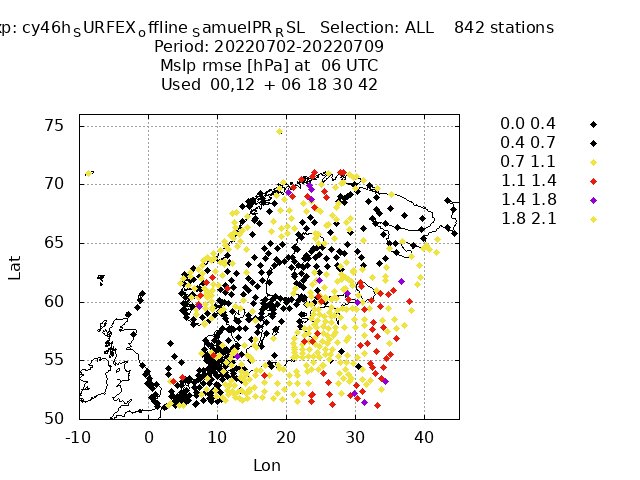 xp: cy46hSURFEXoffline SamuelPRRSL Selection: ALL 842 stations
Period: 20220702-20220709
Mslp rmse [hPa] at 06 UTC
Used 00,12 + 06 18 30 42
75
70
65
60
55
50
Lat
-10 0 10 20 30 40
Lon
0.0 0.4
0.4 0.7
0.7 1.1
1.1 1.4
1.4 1.8
1.8 2.1